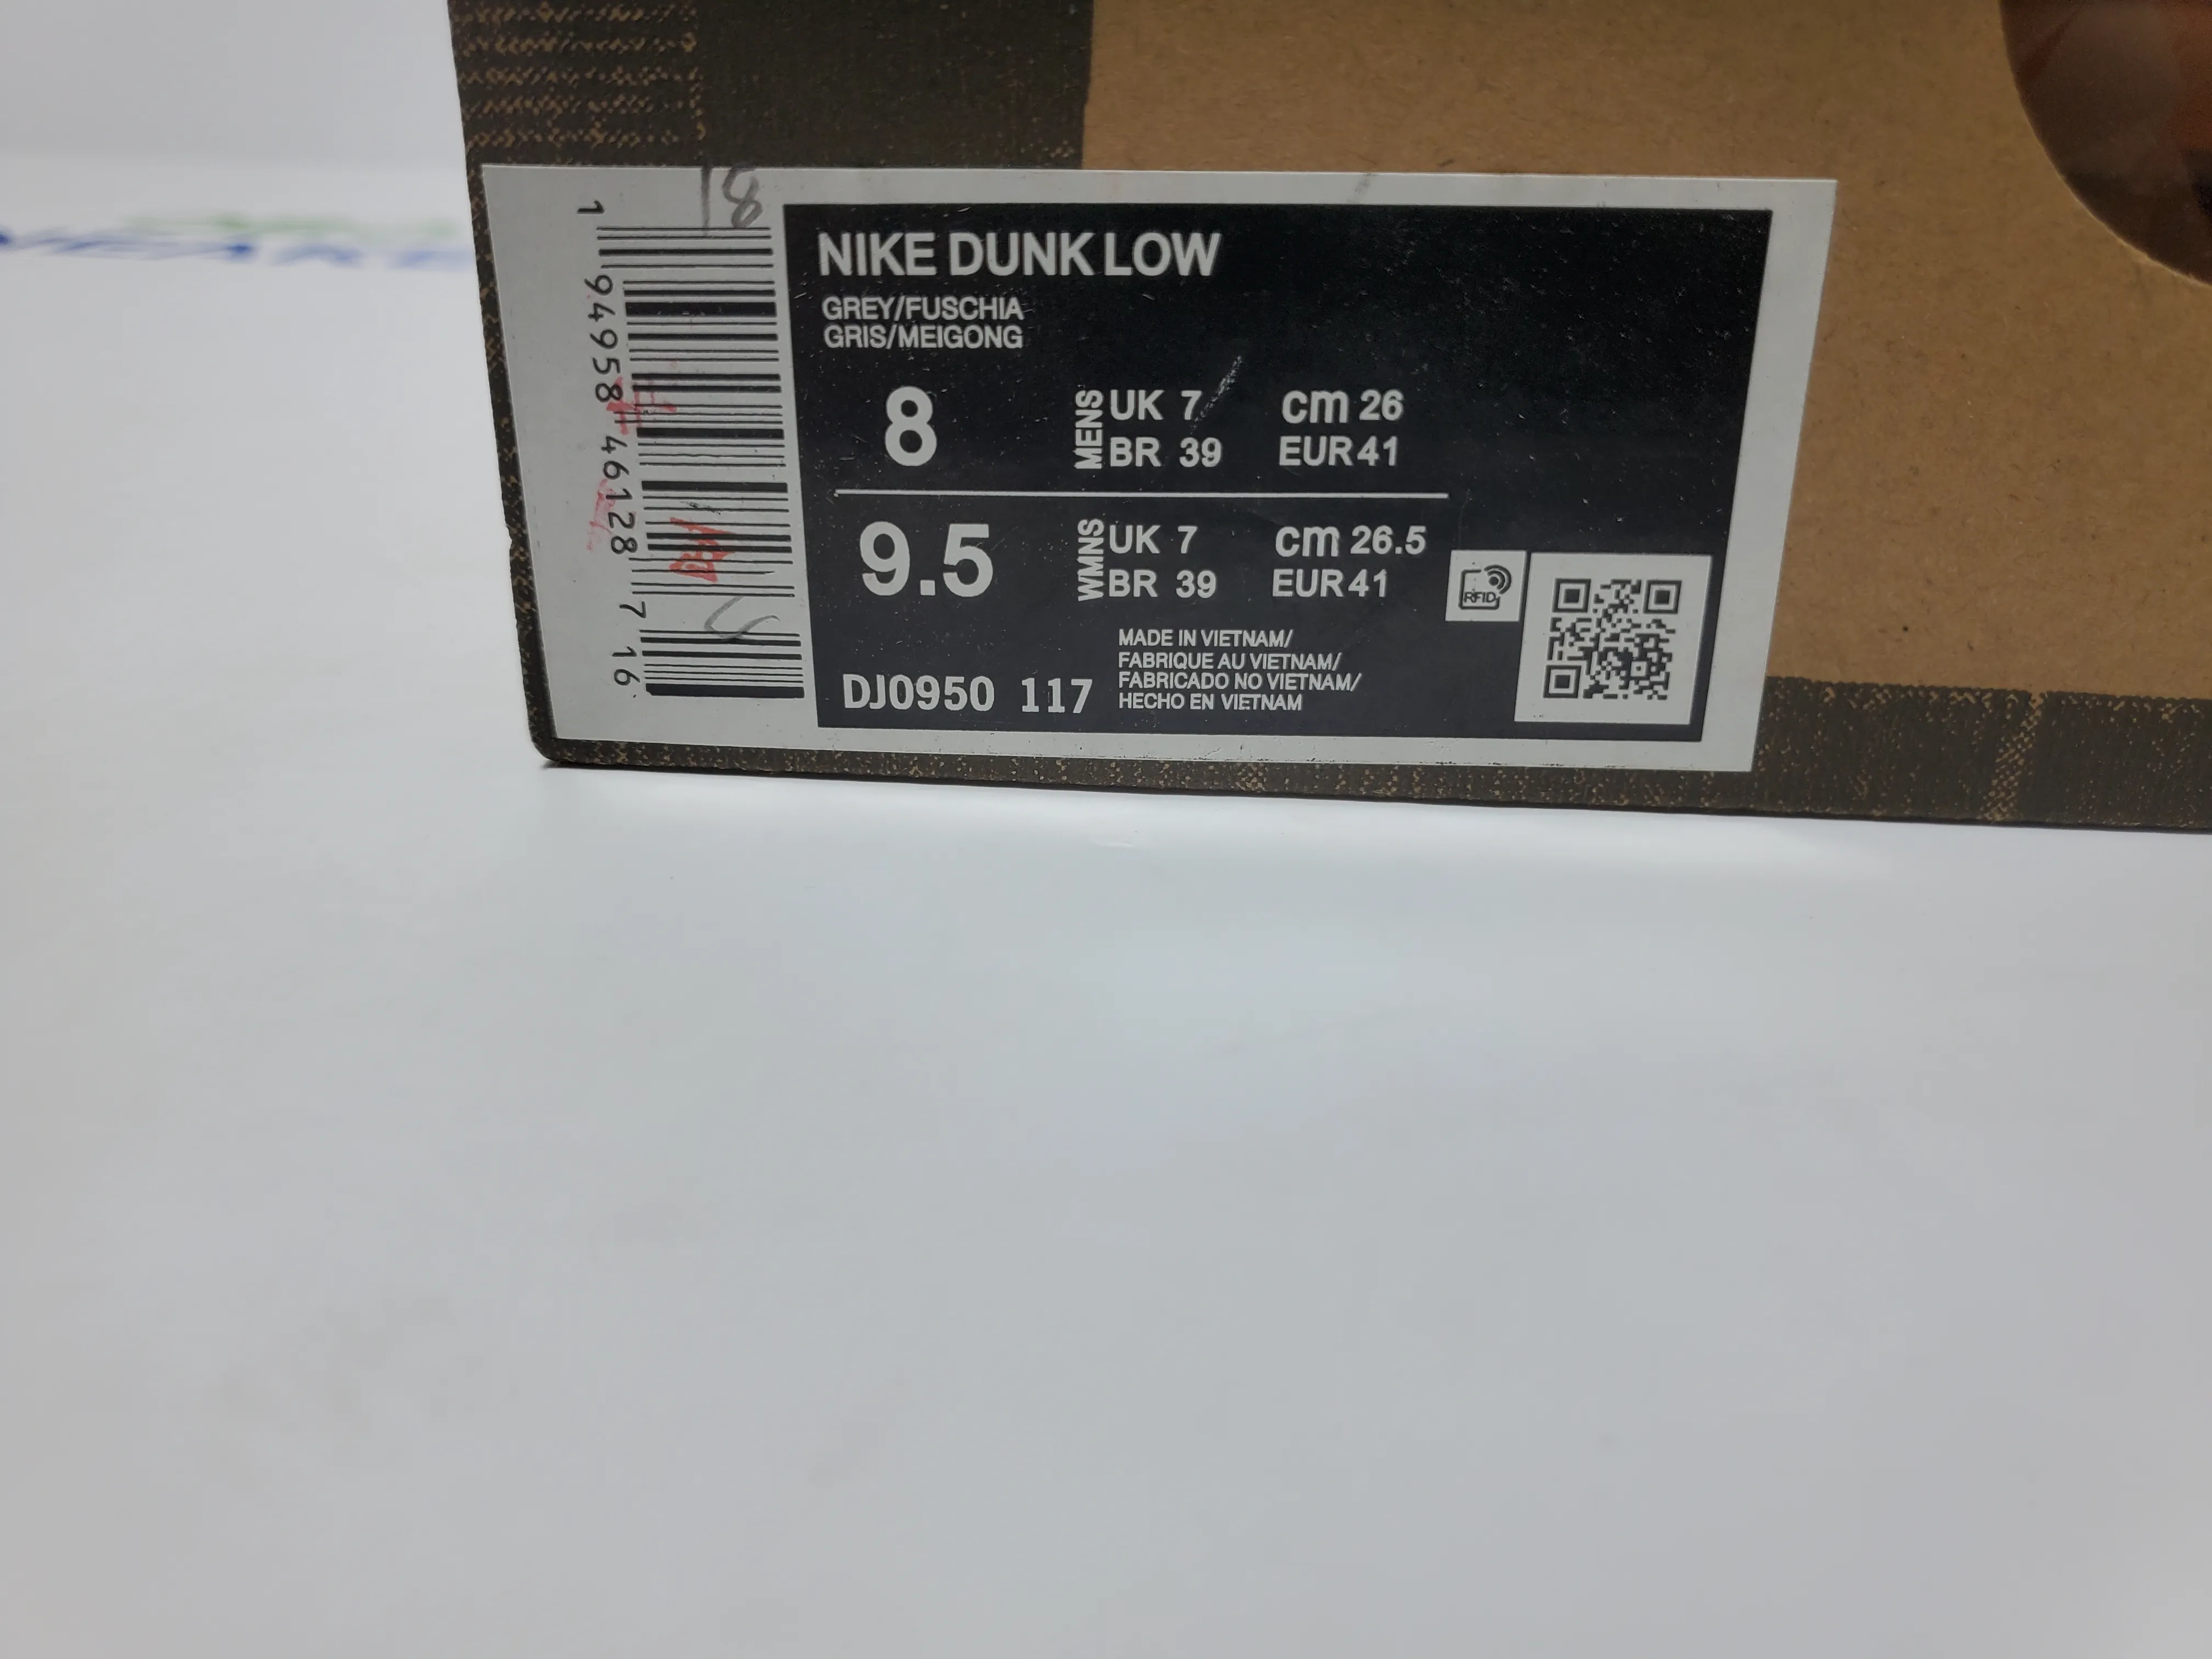 8
1 94958 46128 7 16
NIKE DUNK LOW
GREY/FUSCHIA
GRIS/MEIGONG
8 MENS UK 7 cm 26
BR 39 EUR 41
9.5 WMNS UK 7 cm 26.5
BR 39 EUR 41
RFID
DJ0950 117
MADE IN VIETNAM/
FABRIQUE AU VIETNAM/
FABRICADO NO VIETNAM/
HECHO EN VIETNAM